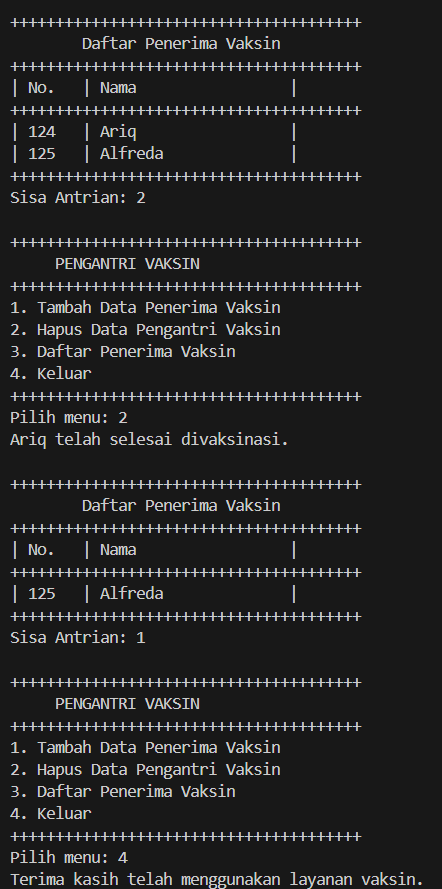 +++++++++++++++++++++++++++++++++++++++
        Daftar Penerima Vaksin
+++++++++++++++++++++++++++++++++++++++
| No.   | Nama                 |
+++++++++++++++++++++++++++++++++++++++
| 124   | Ariq                 |
| 125   | Alfreda              |
+++++++++++++++++++++++++++++++++++++++
Sisa Antrian: 2

+++++++++++++++++++++++++++++++++++++++
     PENGANTRI VAKSIN
+++++++++++++++++++++++++++++++++++++++
1. Tambah Data Penerima Vaksin
2. Hapus Data Pengantri Vaksin
3. Daftar Penerima Vaksin
4. Keluar
+++++++++++++++++++++++++++++++++++++++
Pilih menu: 2
Ariq telah selesai divaksinasi.

+++++++++++++++++++++++++++++++++++++++
        Daftar Penerima Vaksin
+++++++++++++++++++++++++++++++++++++++
| No.   | Nama                 |
+++++++++++++++++++++++++++++++++++++++
| 125   | Alfreda              |
+++++++++++++++++++++++++++++++++++++++
Sisa Antrian: 1

+++++++++++++++++++++++++++++++++++++++
     PENGANTRI VAKSIN
+++++++++++++++++++++++++++++++++++++++
1. Tambah Data Penerima Vaksin
2. Hapus Data Pengantri Vaksin
3. Daftar Penerima Vaksin
4. Keluar
+++++++++++++++++++++++++++++++++++++++
Pilih menu: 4
Terima kasih telah menggunakan layanan vaksin.